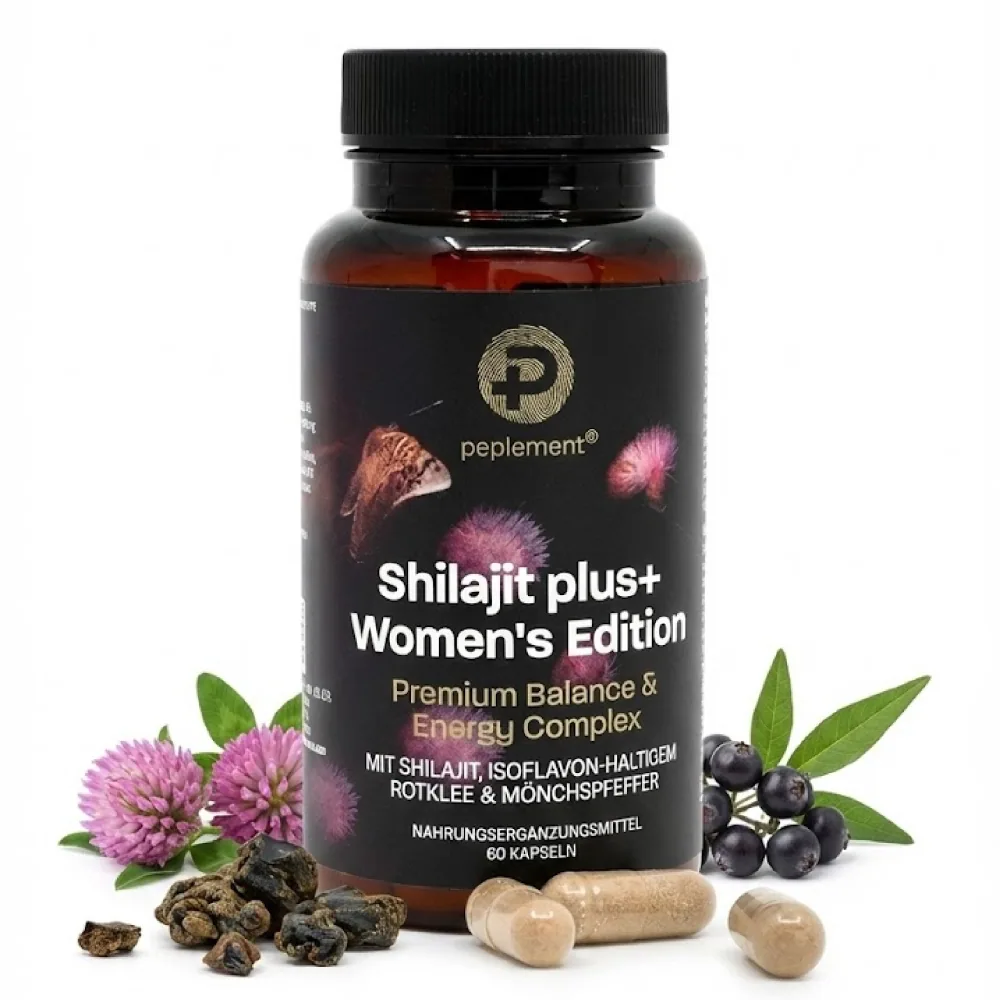 peplement®
Shilajit plus+
Women's Edition
Premium Balance &
Energy Complex
MIT SHILAJIT, ISOFLAVON-HALTIGEM
ROTKLEE & MÖNCHSPFEFFER
NAHRUNGSERGÄNZUNGSMITTEL
60 KAPSELN